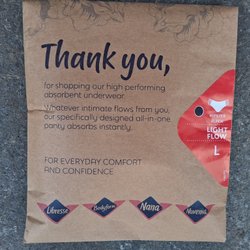 Thank you,
for shopping our high performing
absorbent underwear.
Whatever intimate flows from you,
our specifically designed all-in-one
panty absorbs instantly.
LIGHT
FLOW
L
FOR EVERYDAY COMFORT
AND CONFIDENCE
Libresse
Bodyform
Nana
Nuvenia